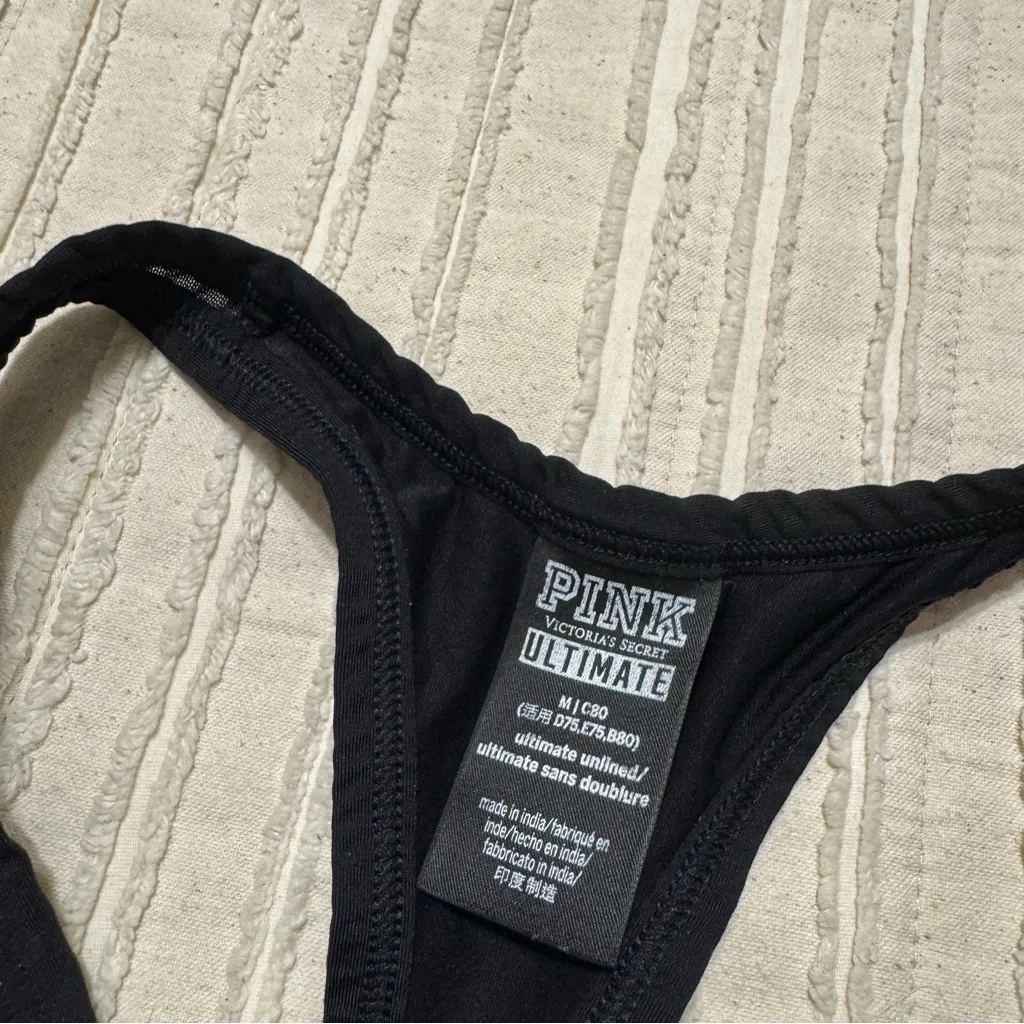 PINK
VICTORIA'S SECRET
ULTIMATE
M | C80
(适用 D75,E75,B80)
ultimate unlined/
ultimate sans doublure
made in india/fabriqué en
inde/hecho en india/
fabbricato in india/
印度制造